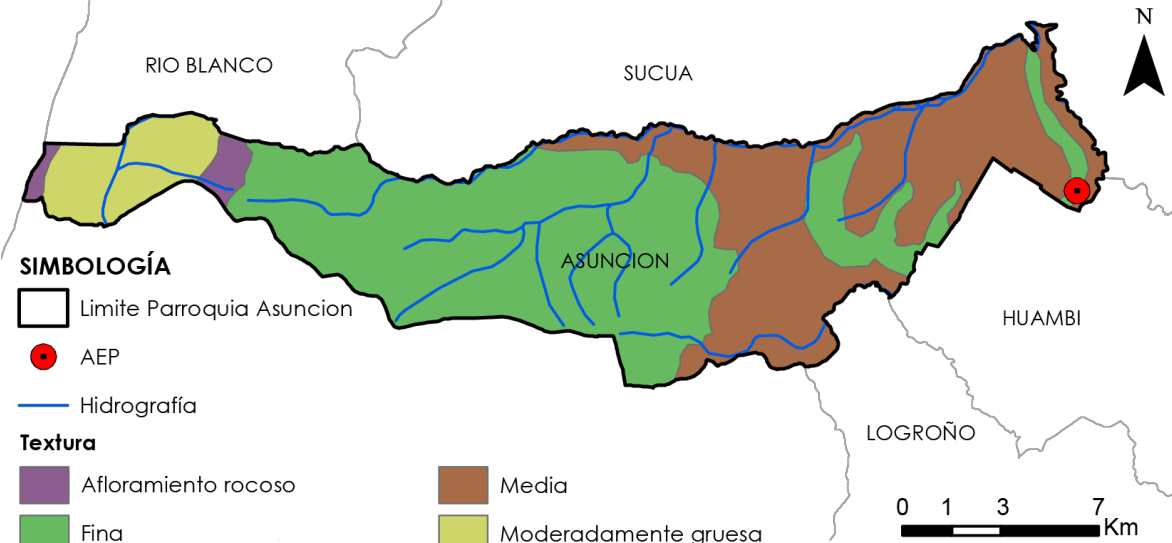 N
RIO BLANCO
SUCUA
ASUNCION
SIMBOLOGÍA
Limite Parroquia Asuncion
HUAMBI
AEP
Hidrografía
LOGROÑO
Textura
Afloramiento rocoso
Media
Fina
Moderadamente gruesa
0 1 3 7
Km